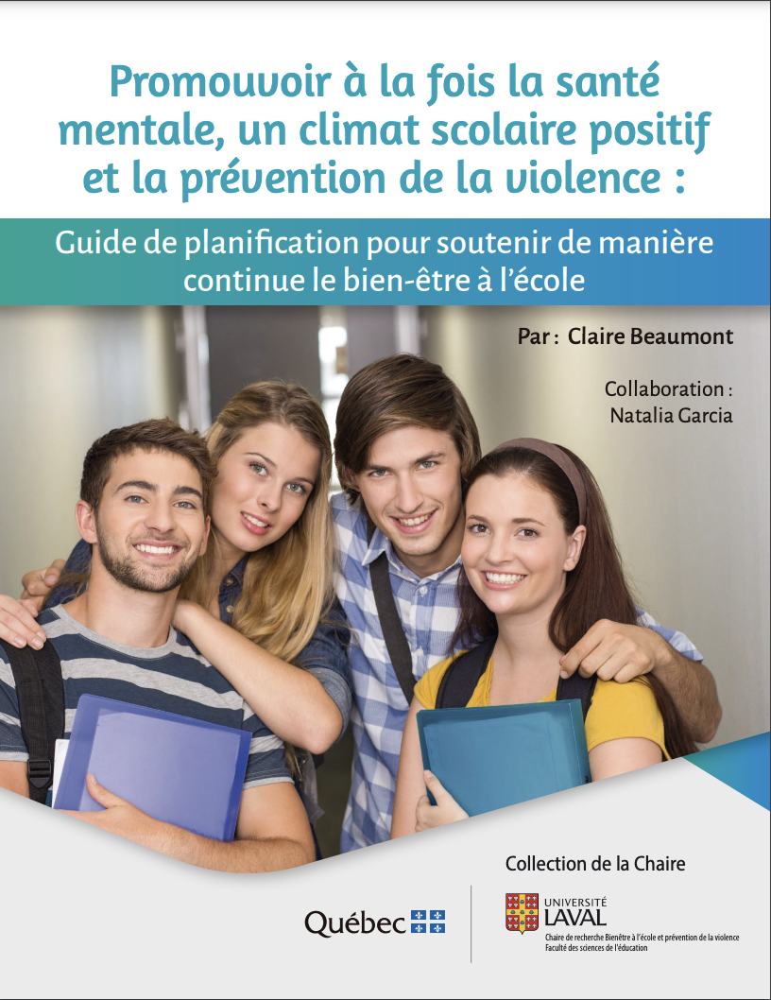 Promouvoir à la fois la santé
mentale, un climat scolaire positif
et la prévention de la violence :
Guide de planification pour soutenir de manière
continue le bien-être à l’école
Par : Claire Beaumont
Collaboration :
Natalia Garcia
Collection de la Chaire
Québec
UNIVERSITÉ
LAVAL
Chaire de recherche Bienêtre à l’école et prévention de la violence
Faculté des sciences de l’éducation